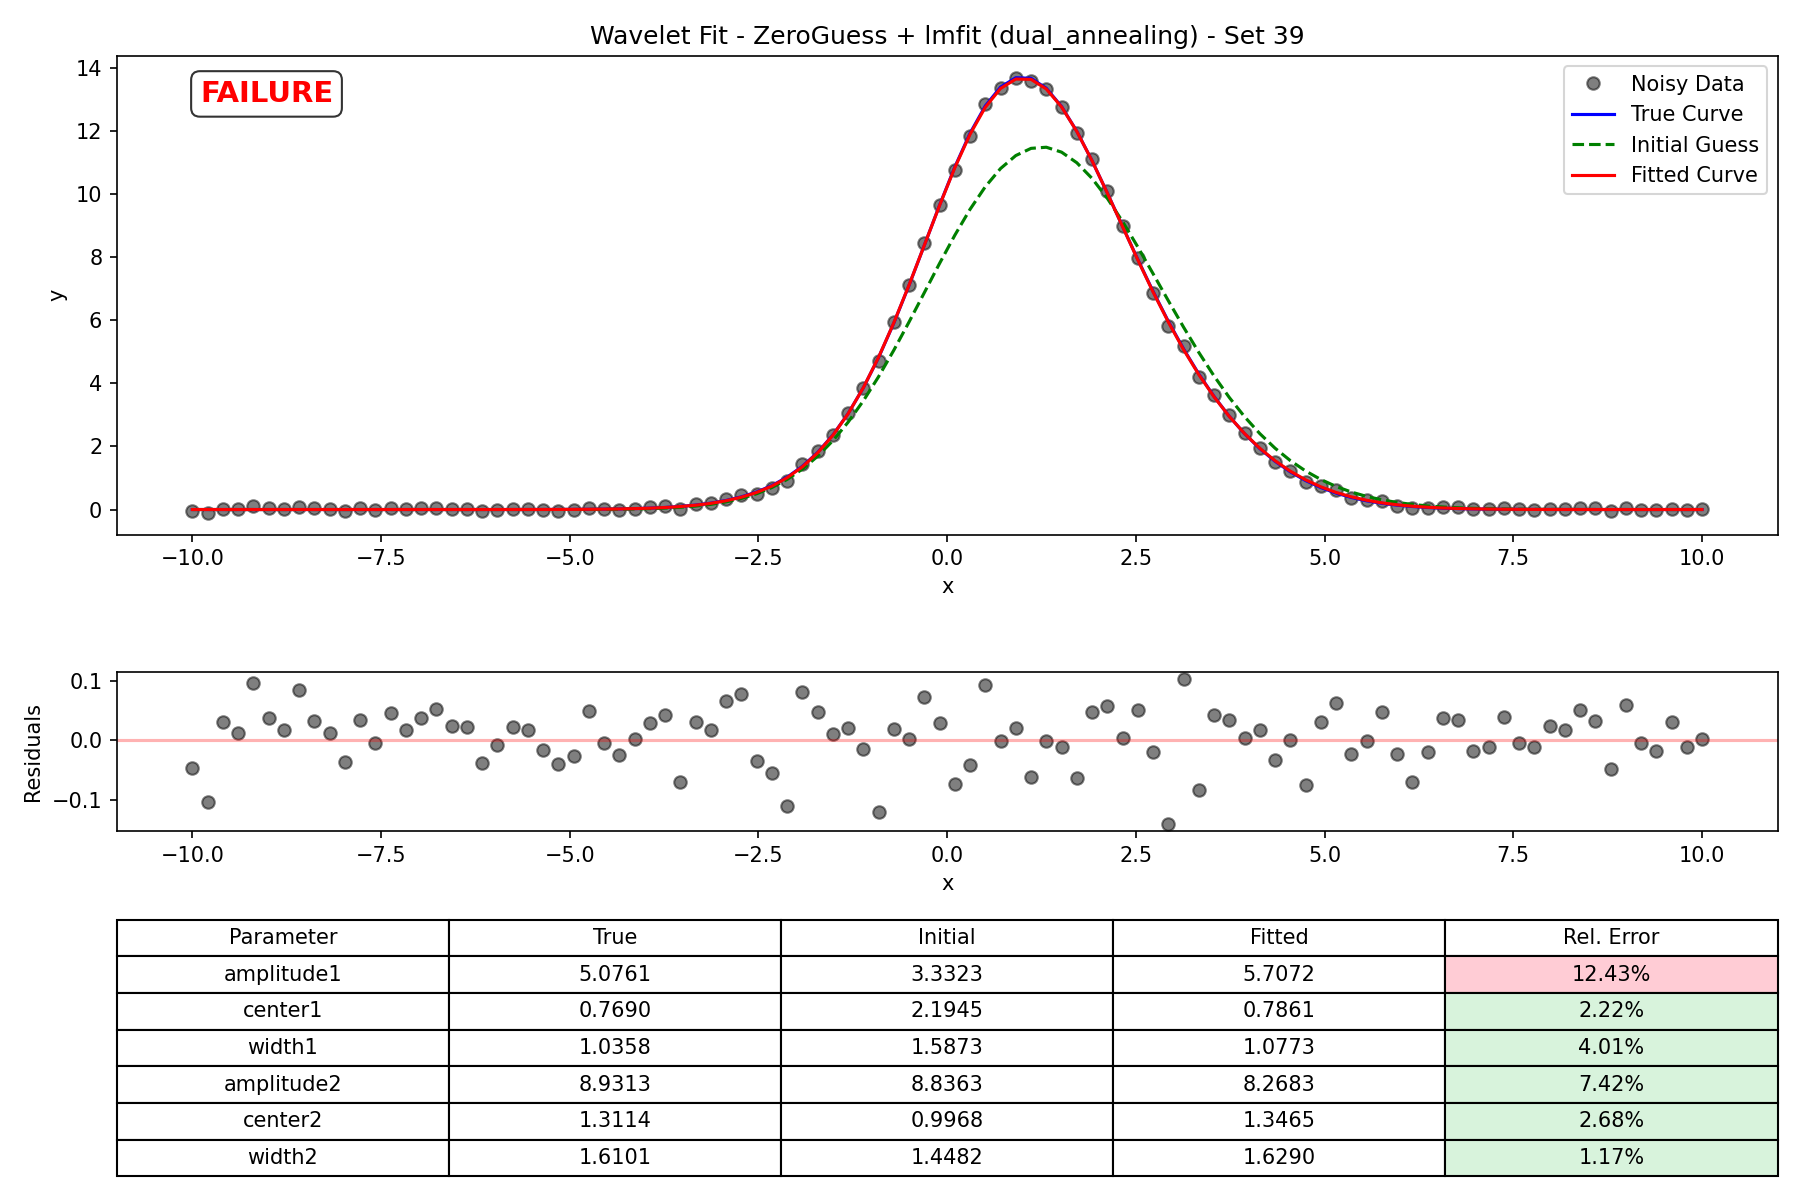 Wavelet Fit - ZeroGuess + lmfit (dual_annealing) - Set 39
FAILURE
Noisy Data
True Curve
Initial Guess
Fitted Curve
y
14
12
10
8
6
4
2
0
−10.0 −7.5 −5.0 −2.5 0.0 2.5 5.0 7.5 10.0
x
Residuals
0.1
0.0
−0.1
−10.0 −7.5 −5.0 −2.5 0.0 2.5 5.0 7.5 10.0
x
Parameter True Initial Fitted Rel. Error
amplitude1 5.0761 3.3323 5.7072 12.43%
center1 0.7690 2.1945 0.7861 2.22%
width1 1.0358 1.5873 1.0773 4.01%
amplitude2 8.9313 8.8363 8.2683 7.42%
center2 1.3114 0.9968 1.3465 2.68%
width2 1.6101 1.4482 1.6290 1.17%